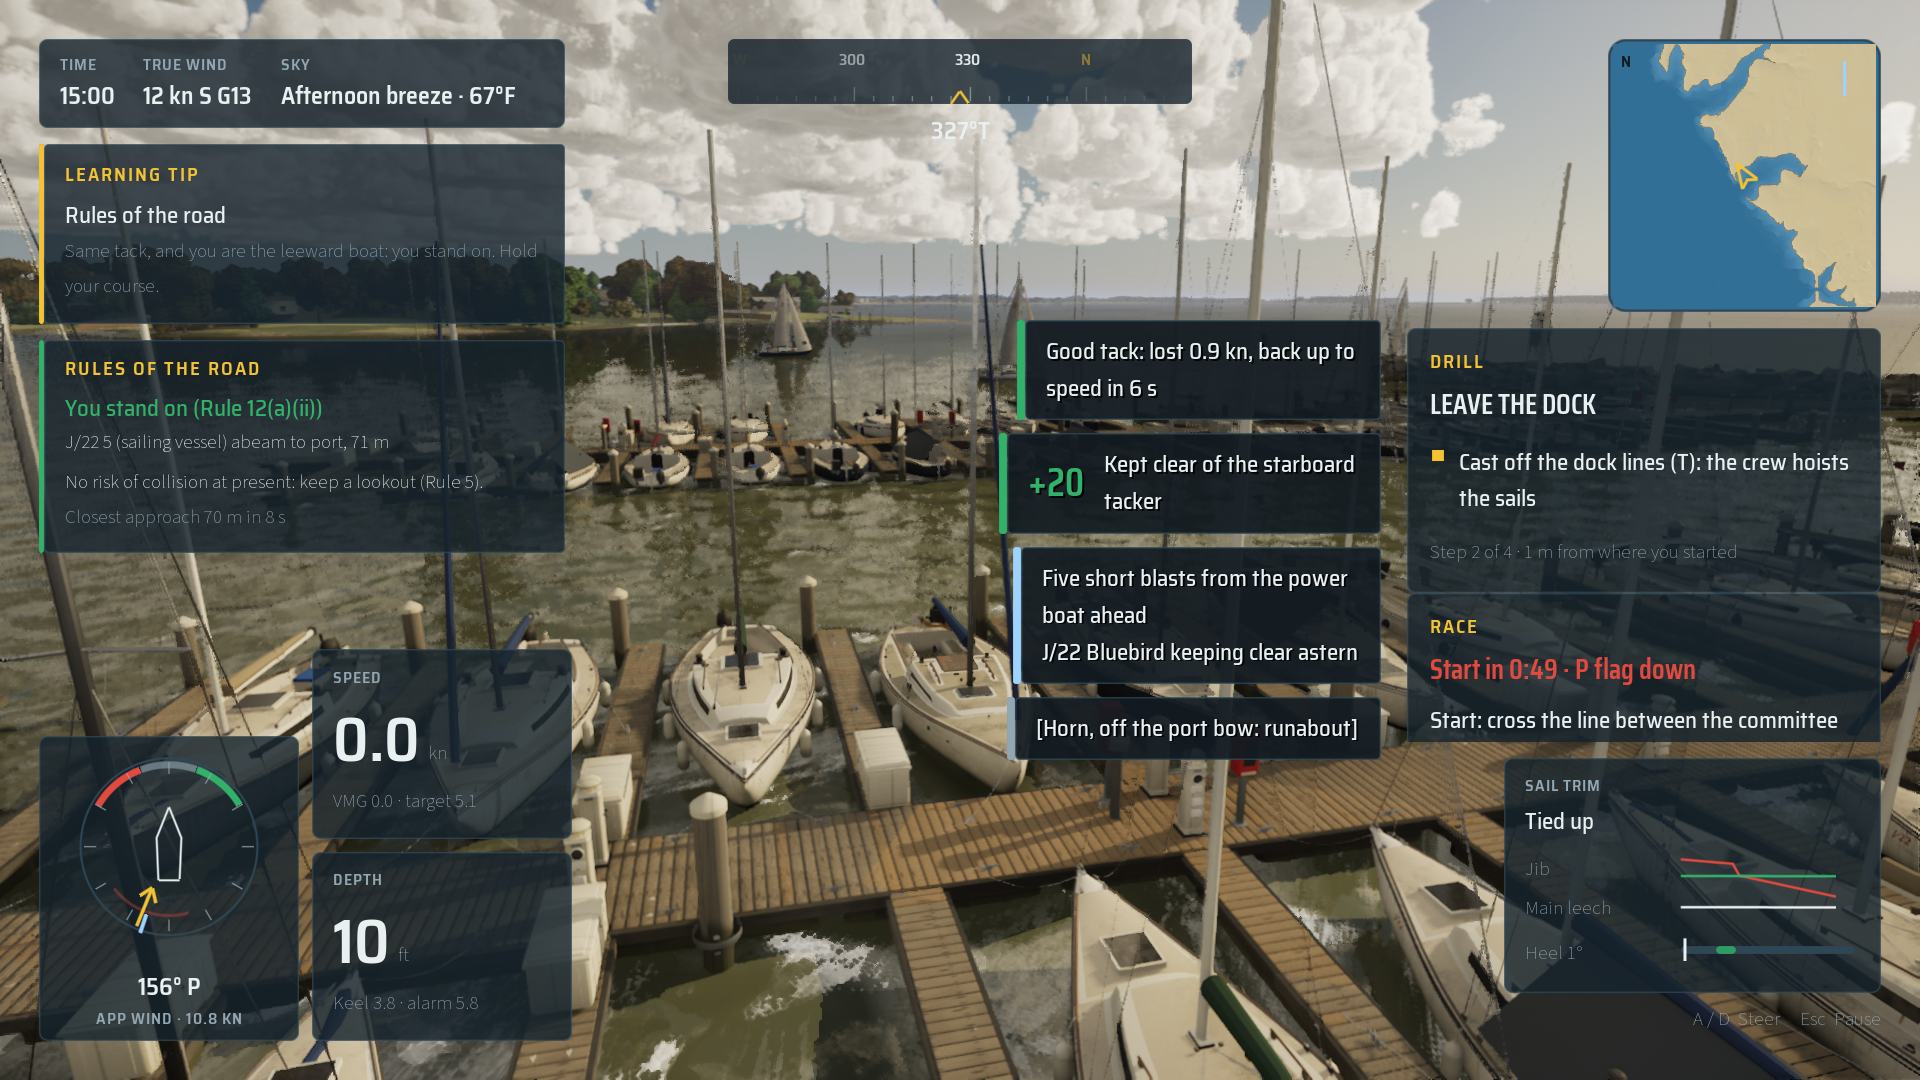 TIME TRUE WIND SKY
15:00 12 kn S G13 Afternoon breeze · 67°F
W 300 330 N
327°T
N
LEARNING TIP
Rules of the road
Same tack, and you are the leeward boat: you stand on. Hold
your course.
RULES OF THE ROAD
You stand on (Rule 12(a)(ii))
J/22 5 (sailing vessel) abeam to port, 71 m
No risk of collision at present: keep a lookout (Rule 5).
Closest approach 70 m in 8 s
Good tack: lost 0.9 kn, back up to
speed in 6 s
+20 Kept clear of the starboard
tacker
Five short blasts from the power
boat ahead
J/22 Bluebird keeping clear astern
[Horn, off the port bow: runabout]
DRILL
LEAVE THE DOCK
Cast off the dock lines (T): the crew hoists
the sails
Step 2 of 4 · 1 m from where you started
RACE
Start in 0:49 · P flag down
Start: cross the line between the committee
SPEED
0.0 kn
VMG 0.0 · target 5.1
DEPTH
10 ft
Keel 3.8 · alarm 5.8
156° P
APP WIND · 10.8 KN
SAIL TRIM
Tied up
Jib
Main leech
Heel 1°
A / D Steer Esc Pause